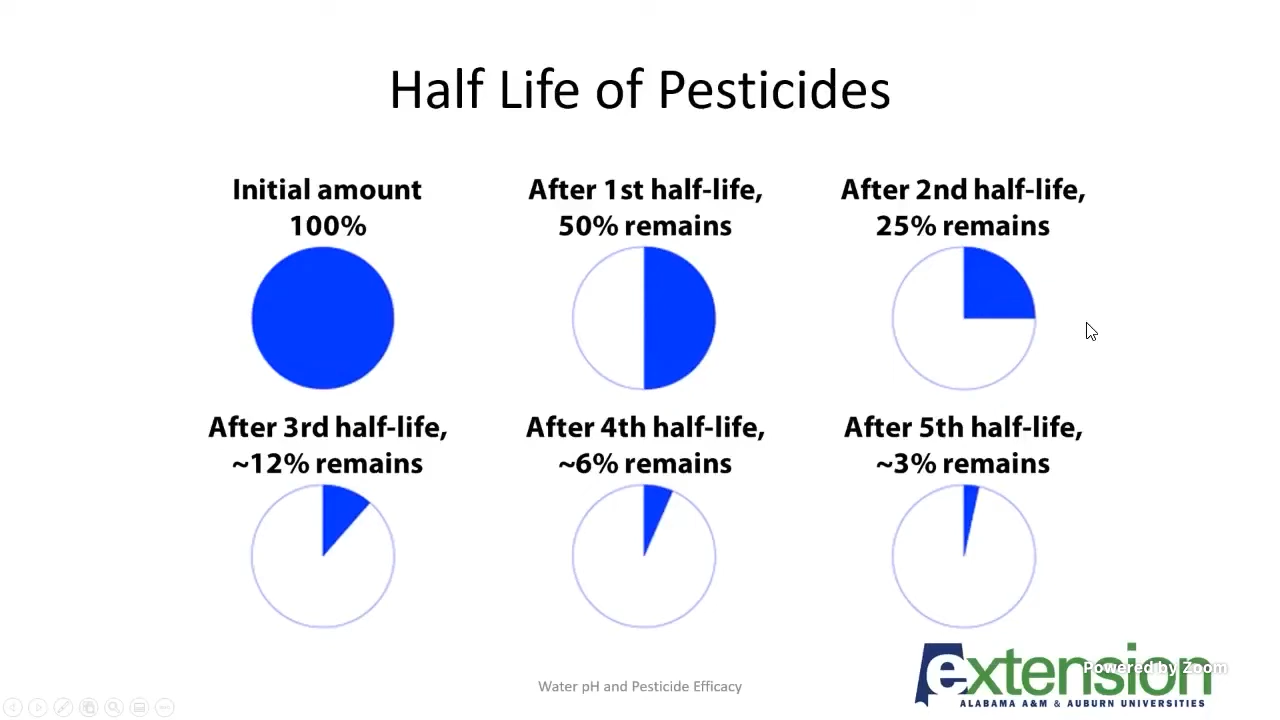 Half Life of Pesticides
Initial amount
100%
After 1st half-life,
50% remains
After 2nd half-life,
25% remains
After 3rd half-life,
~12% remains
After 4th half-life,
~6% remains
After 5th half-life,
~3% remains
Water pH and Pesticide Efficacy
extension
Powered by Zoom
ALABAMA A&M & AUBURN UNIVERSITIES